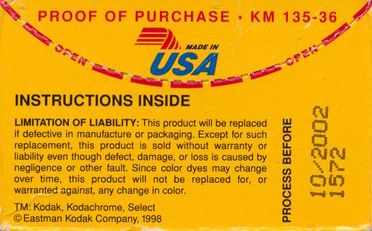 PROOF OF PURCHASE • KM 135-36
OPEN
OPEN
MADE IN
USA
INSTRUCTIONS INSIDE
LIMITATION OF LIABILITY: This product will be replaced
if defective in manufacture or packaging. Except for such
replacement, this product is sold without warranty or
liability even though defect, damage, or loss is caused by
negligence or other fault. Since color dyes may change
over time, this product will not be replaced for, or
warranted against, any change in color.
TM: Kodak, Kodachrome, Select
©Eastman Kodak Company, 1998
PROCESS BEFORE
10/2002
1572